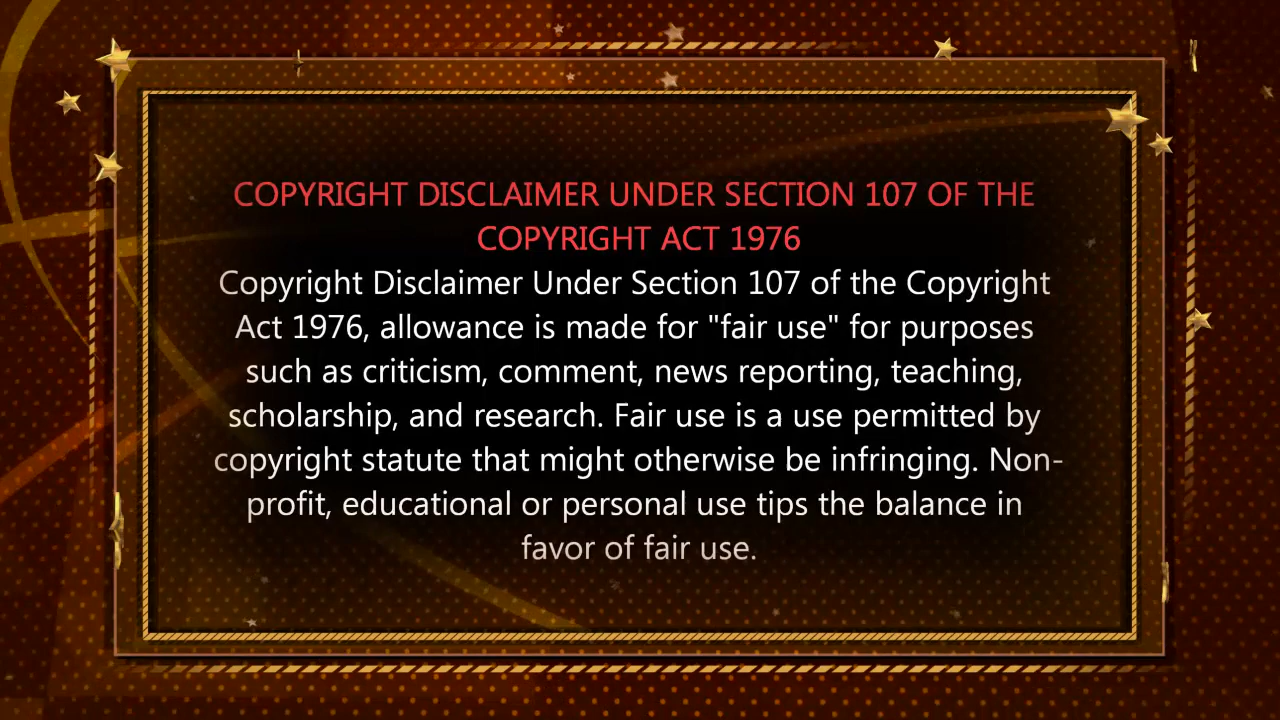 COPYRIGHT DISCLAIMER UNDER SECTION 107 OF THE
COPYRIGHT ACT 1976
Copyright Disclaimer Under Section 107 of the Copyright
Act 1976, allowance is made for "fair use" for purposes
such as criticism, comment, news reporting, teaching,
scholarship, and research. Fair use is a use permitted by
copyright statute that might otherwise be infringing. Non-
profit, educational or personal use tips the balance in
favor of fair use.